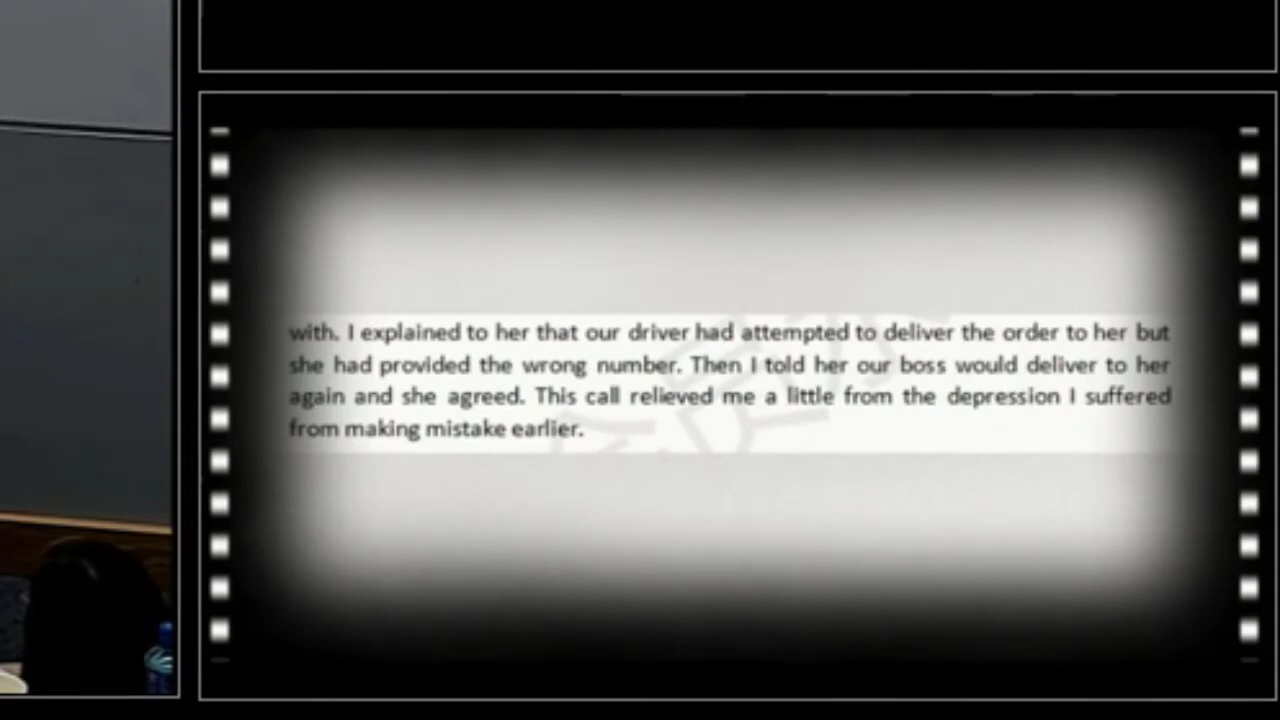 with. I explained to her that our driver had attempted to deliver the order to her but
she had provided the wrong number. Then I told her our boss would deliver to her
again and she agreed. This call relieved me a little from the depression I suffered
from making mistake earlier.